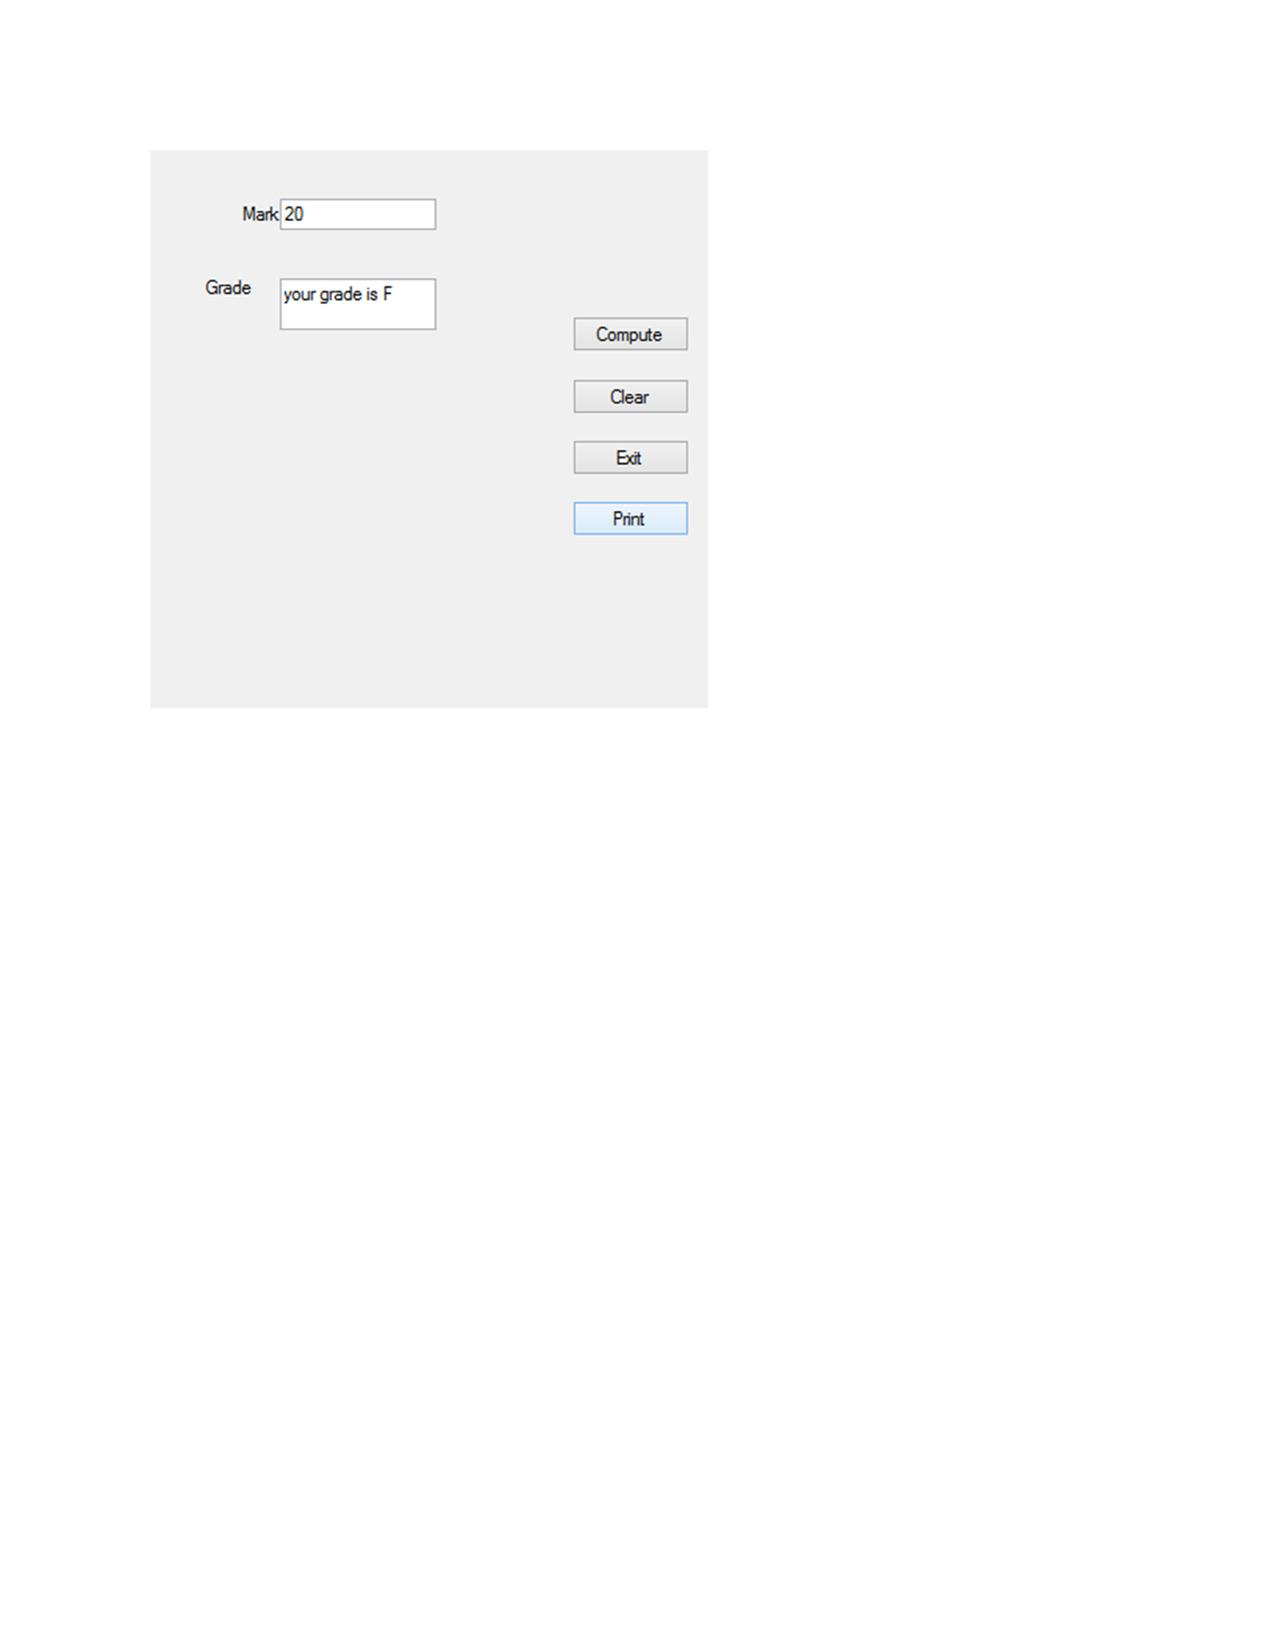 Mark 20
Grade your grade is F
Compute
Clear
Exit
Print